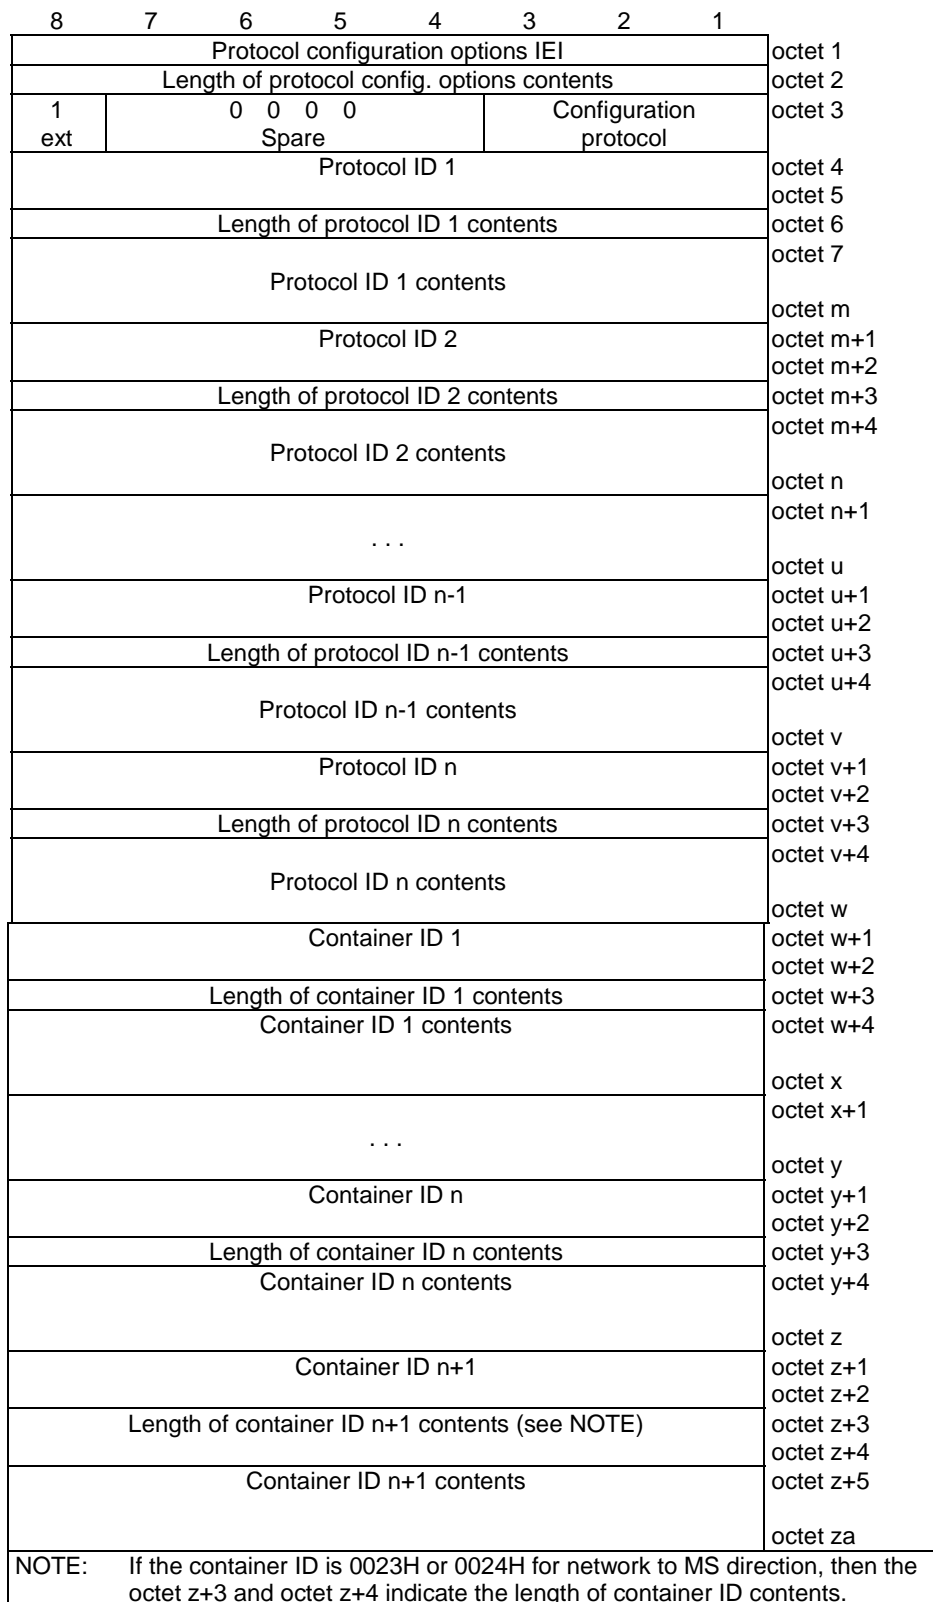 8 7 6 5 4 3 2 1
Protocol configuration options IEI octet 1
Length of protocol config. options contents octet 2
1 0 0 0 0 Configuration octet 3
ext Spare protocol
Protocol ID 1 octet 4
octet 5
Length of protocol ID 1 contents octet 6
octet 7
Protocol ID 1 contents
octet m
Protocol ID 2 octet m+1
octet m+2
Length of protocol ID 2 contents octet m+3
octet m+4
Protocol ID 2 contents
octet n
octet n+1
. . .
octet u
Protocol ID n-1 octet u+1
octet u+2
Length of protocol ID n-1 contents octet u+3
octet u+4
Protocol ID n-1 contents
octet v
Protocol ID n octet v+1
octet v+2
Length of protocol ID n contents octet v+3
octet v+4
Protocol ID n contents
octet w
Container ID 1 octet w+1
octet w+2
Length of container ID 1 contents octet w+3
Container ID 1 contents octet w+4
octet x
octet x+1
. . .
octet y
Container ID n octet y+1
octet y+2
Length of container ID n contents octet y+3
Container ID n contents octet y+4
octet z
Container ID n+1 octet z+1
octet z+2
Length of container ID n+1 contents (see NOTE) octet z+3
octet z+4
Container ID n+1 contents octet z+5
octet za
NOTE: If the container ID is 0023H or 0024H for network to MS direction, then the
octet z+3 and octet z+4 indicate the length of container ID contents.